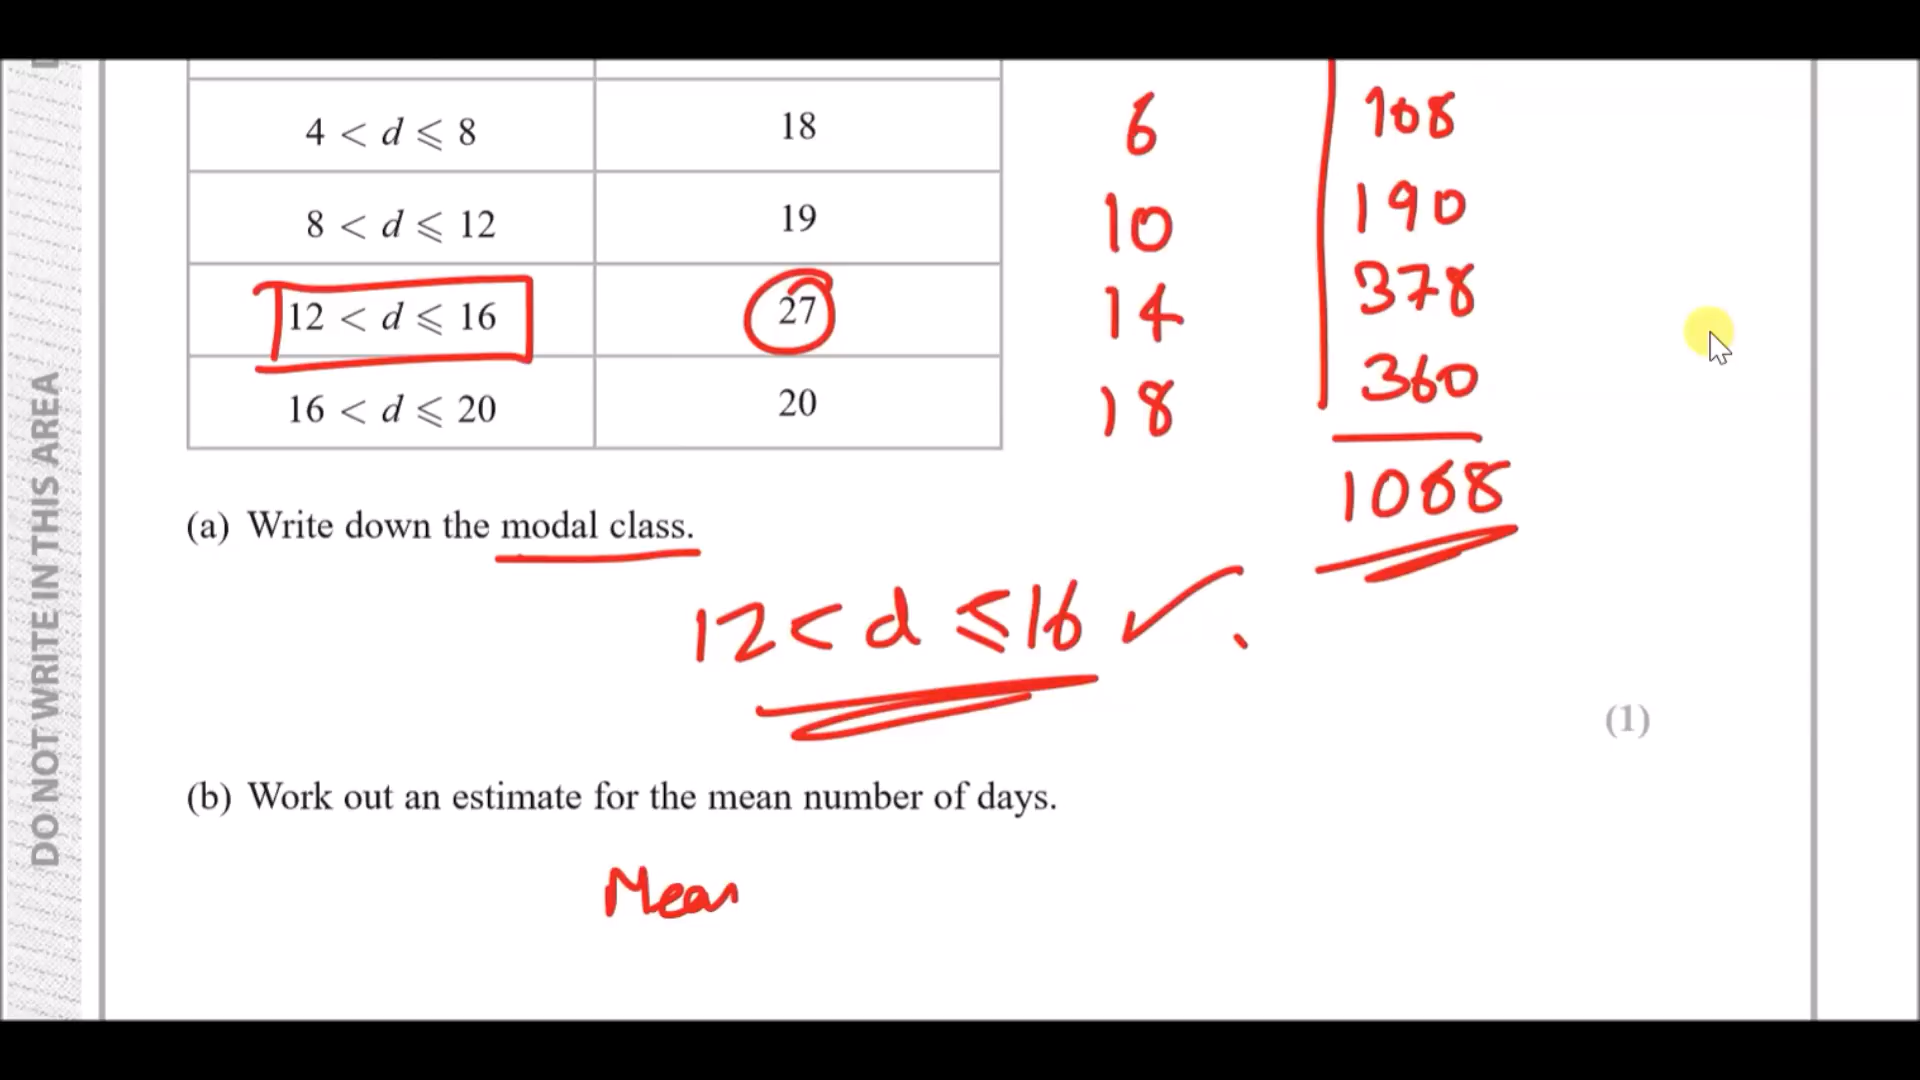 4 < d ⩽ 8 18 6 108
8 < d ⩽ 12 19 10 190
12 < d ⩽ 16 27 14 378
16 < d ⩽ 20 20 18 360
1068
(a) Write down the modal class.
12 < d ≤ 16 ✓
(1)
(b) Work out an estimate for the mean number of days.
Mean
DO NOT WRITE IN THIS AREA